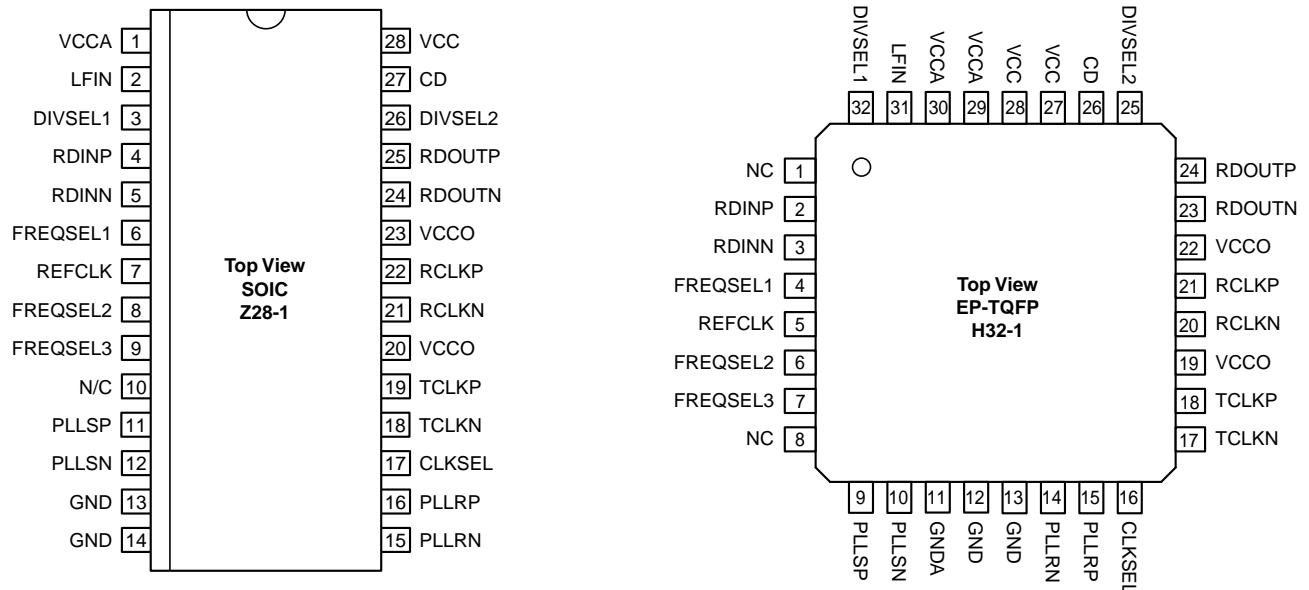 VCCA 1
LFIN 2
DIVSEL1 3
RDINP 4
RDINN 5
FREQSEL1 6
REFCLK 7
FREQSEL2 8
FREQSEL3 9
N/C 10
PLLSP 11
PLLSN 12
GND 13
GND 14
Top View
SOIC
Z28-1
28 VCC
27 CD
26 DIVSEL2
25 RDOUTP
24 RDOUTN
23 VCCO
22 RCLKP
21 RCLKN
20 VCCO
19 TCLKP
18 TCLKN
17 CLKSEL
16 PLLRP
15 PLLRN
DIVSEL1 32
LFIN 31
VCCA 30
VCCA 29
VCC 28
VCC 27
CD 26
DIVSEL2 25
NC 1
RDINP 2
RDINN 3
FREQSEL1 4
REFCLK 5
FREQSEL2 6
FREQSEL3 7
NC 8
Top View
EP-TQFP
H32-1
24 RDOUTP
23 RDOUTN
22 VCCO
21 RCLKP
20 RCLKN
19 VCCO
18 TCLKP
17 TCLKN
9 PLLSP
10 PLLSN
11 GNDA
12 GND
13 GND
14 PLLRN
15 PLLRP
16 CLKSEL